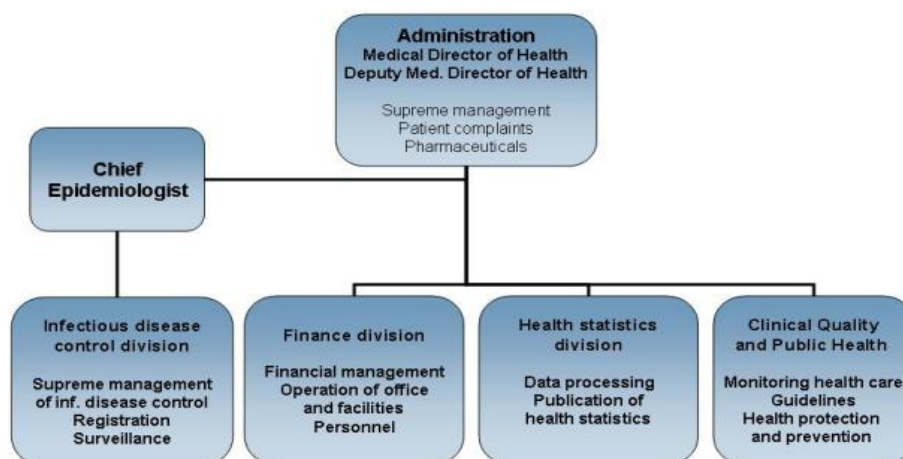 Administration
Medical Director of Health
Deputy Med. Director of Health
Supreme management
Patient complaints
Pharmaceuticals
Chief
Epidemiologist
Infectious disease
control division
Supreme management
of inf. disease control
Registration
Surveillance
Finance division
Financial management
Operation of office
and facilities
Personnel
Health statistics
division
Data processing
Publication of
health statistics
Clinical Quality
and Public Health
Monitoring health care
Guidelines
Health protection
and prevention